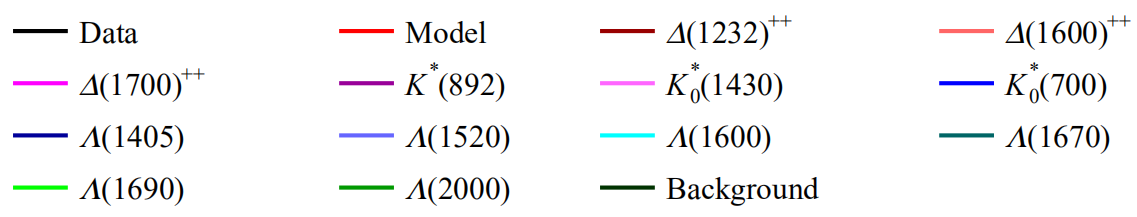 Data Model Δ(1232)⁺⁺ Δ(1600)⁺⁺
Δ(1700)⁺⁺ K*(892) K*₀(1430) K*₀(700)
Λ(1405) Λ(1520) Λ(1600) Λ(1670)
Λ(1690) Λ(2000) Background